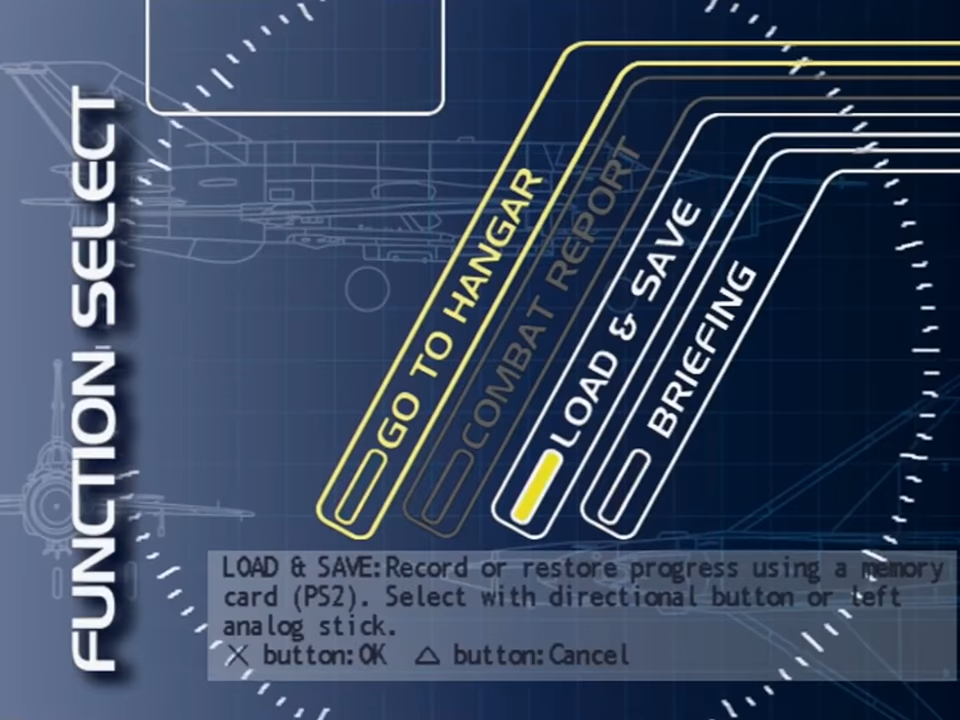 FUNCTION SELECT
GO TO HANGAR
COMBAT REPORT
LOAD & SAVE
BRIEFING
LOAD & SAVE:Record or restore progress using a memory
card (PS2). Select with directional button or left
analog stick.
✕ button:OK △ button:Cancel